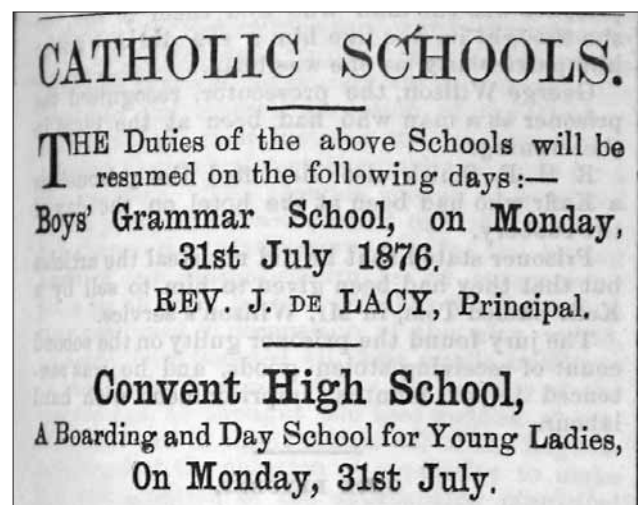 CATHOLIC SCHOOLS.
THE Duties of the above Schools will be
resumed on the following days:—
Boys' Grammar School, on Monday,
31st July 1876.
REV. J. DE LACY, Principal.
Convent High School,
A Boarding and Day School for Young Ladies,
On Monday, 31st July.